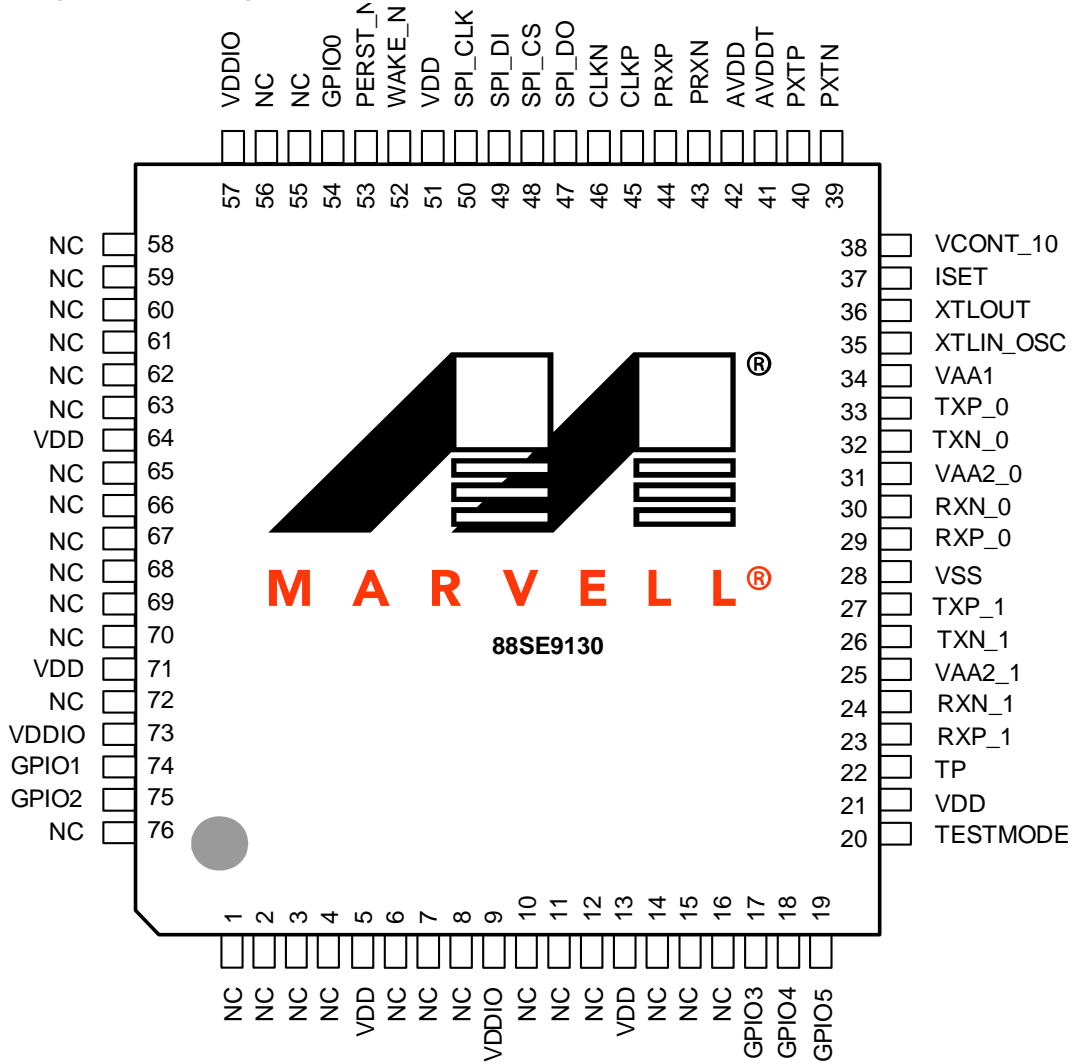 VDDIO
NC
NC
GPIO0
PERST_N
WAKE_N
VDD
SPI_CLK
SPI_DI
SPI_CS
SPI_DO
CLKN
CLKP
PRXP
PRXN
AVDD
AVDDT
PXTP
PXTN
57 56 55 54 53 52 51 50 49 48 47 46 45 44 43 42 41 40 39
NC 58
NC 59
NC 60
NC 61
NC 62
NC 63
VDD 64
NC 65
NC 66
NC 67
NC 68
NC 69
NC 70
VDD 71
NC 72
VDDIO 73
GPIO1 74
GPIO2 75
NC 76
®
MARVELL®
88SE9130
38 VCONT_10
37 ISET
36 XTLOUT
35 XTLIN_OSC
34 VAA1
33 TXP_0
32 TXN_0
31 VAA2_0
30 RXN_0
29 RXP_0
28 VSS
27 TXP_1
26 TXN_1
25 VAA2_1
24 RXN_1
23 RXP_1
22 TP
21 VDD
20 TESTMODE
1 2 3 4 5 6 7 8 9 10 11 12 13 14 15 16 17 18 19
NC
NC
NC
NC
VDD
NC
NC
NC
VDDIO
NC
NC
NC
VDD
NC
NC
NC
GPIO3
GPIO4
GPIO5